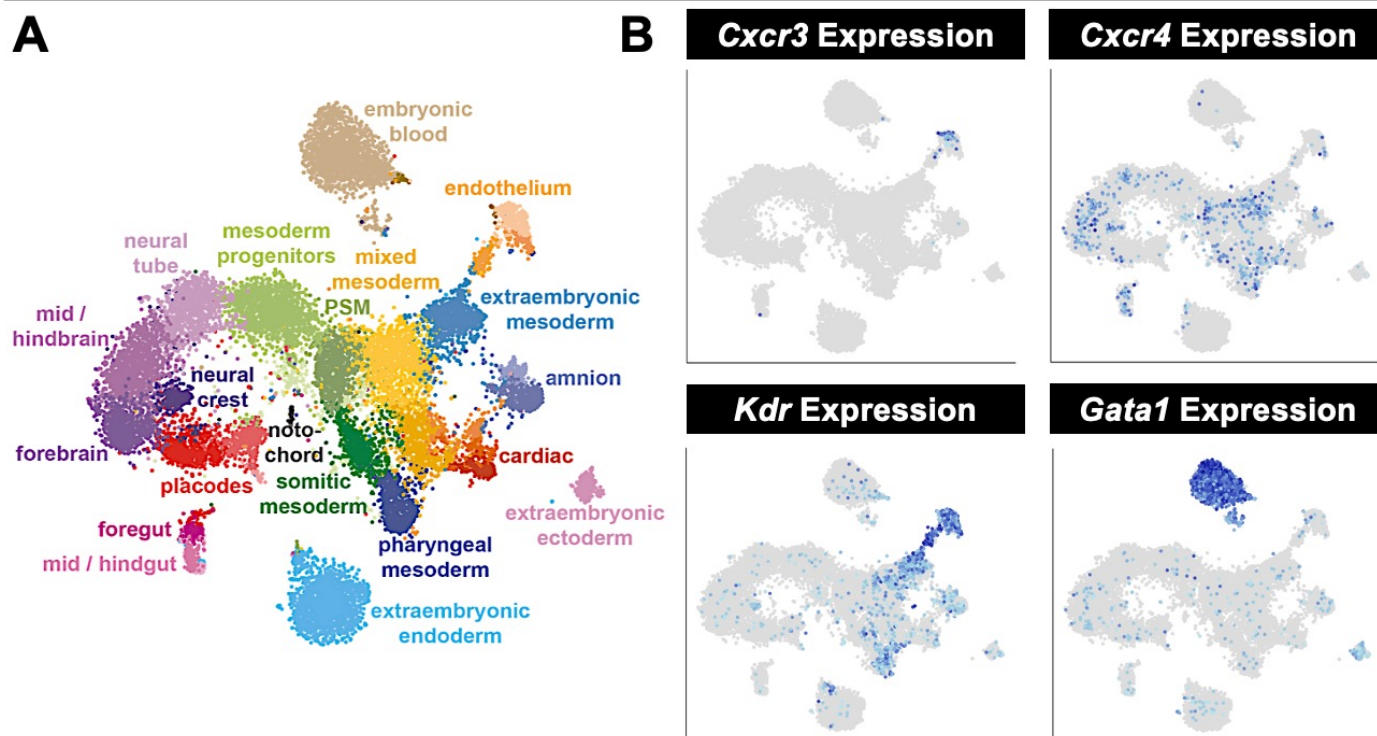 A
embryonic
blood
endothelium
mesoderm
progenitors
neural
tube
mixed
mesoderm
PSM
extraembryonic
mesoderm
mid /
hindbrain
neural
crest
amnion
noto-
chord
forebrain
cardiac
placodes
somitic
mesoderm
extraembryonic
ectoderm
foregut
mid / hindgut
pharyngeal
mesoderm
extraembryonic
endoderm
B
Cxcr3 Expression
Cxcr4 Expression
Kdr Expression
Gata1 Expression